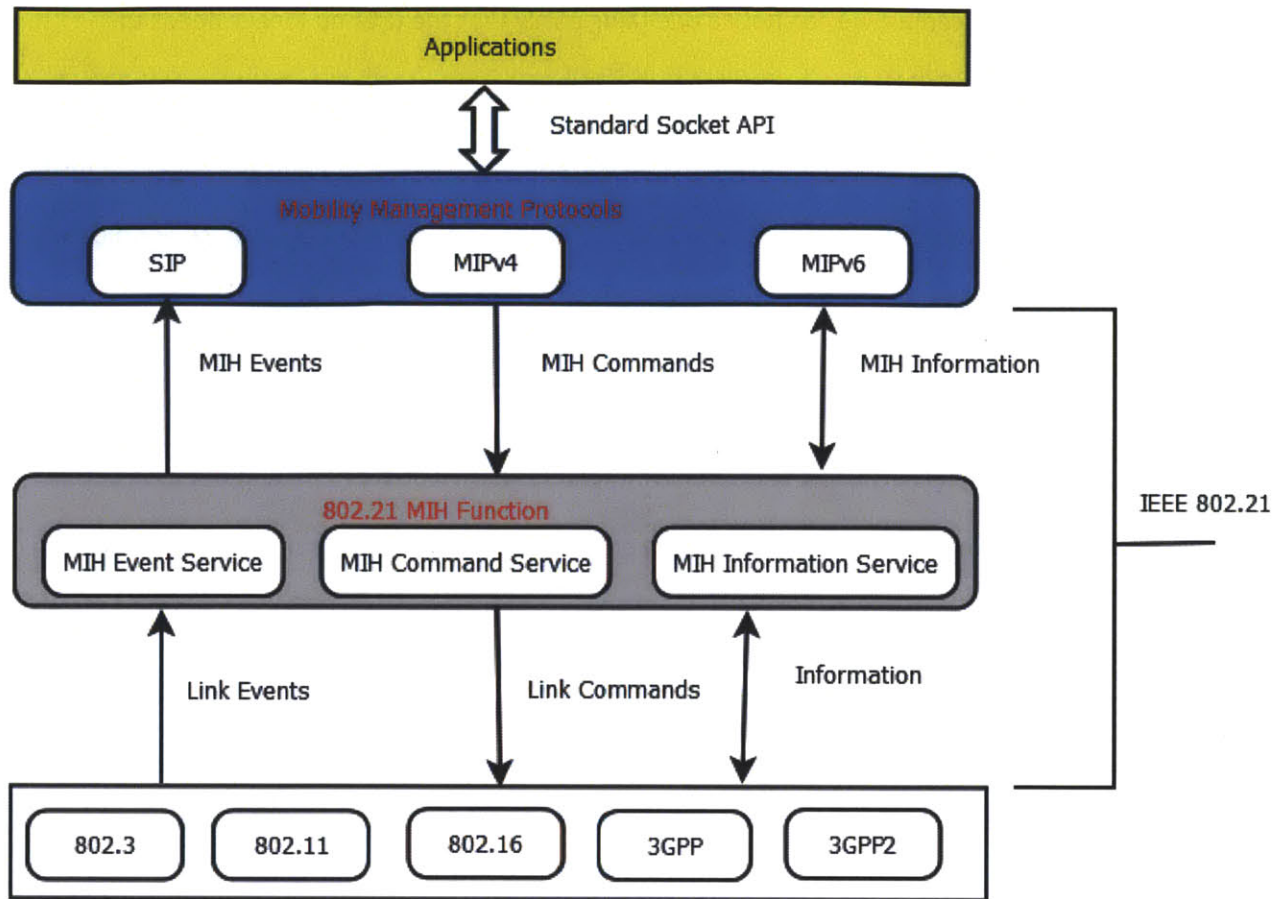 Applications
Standard Socket API
Mobility Management Protocols
SIP
MIPv4
MIPv6
MIH Events
MIH Commands
MIH Information
802.21 MIH Function
IEEE 802.21
MIH Event Service
MIH Command Service
MIH Information Service
Link Events
Link Commands
Information
802.3
802.11
802.16
3GPP
3GPP2